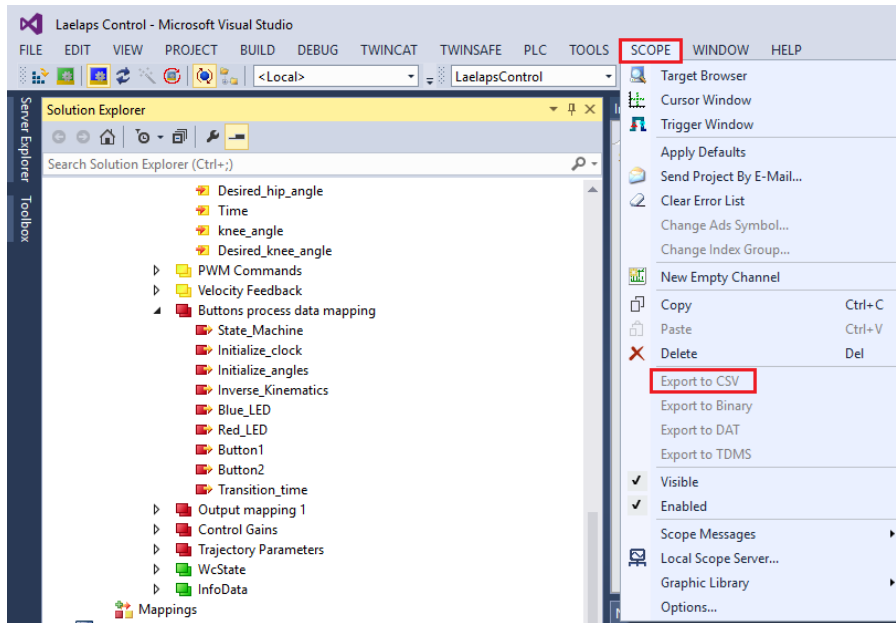 Laelaps Control - Microsoft Visual Studio
FILE EDIT VIEW PROJECT BUILD DEBUG TWINCAT TWINSAFE PLC TOOLS SCOPE WINDOW HELP
<Local> LaelapsControl
Server Explorer
Toolbox
Solution Explorer
Search Solution Explorer (Ctrl+;)
Desired_hip_angle
Time
knee_angle
Desired_knee_angle
PWM Commands
Velocity Feedback
Buttons process data mapping
State_Machine
Initialize_clock
Initialize_angles
Inverse_Kinematics
Blue_LED
Red_LED
Button1
Button2
Transition_time
Output mapping 1
Control Gains
Trajectory Parameters
WcState
InfoData
Mappings
Target Browser
Cursor Window
Trigger Window
Apply Defaults
Send Project By E-Mail...
Clear Error List
Change Ads Symbol...
Change Index Group...
New Empty Channel
Copy Ctrl+C
Paste Ctrl+V
Delete Del
Export to CSV
Export to Binary
Export to DAT
Export to TDMS
Visible
Enabled
Scope Messages
Local Scope Server...
Graphic Library
Options...